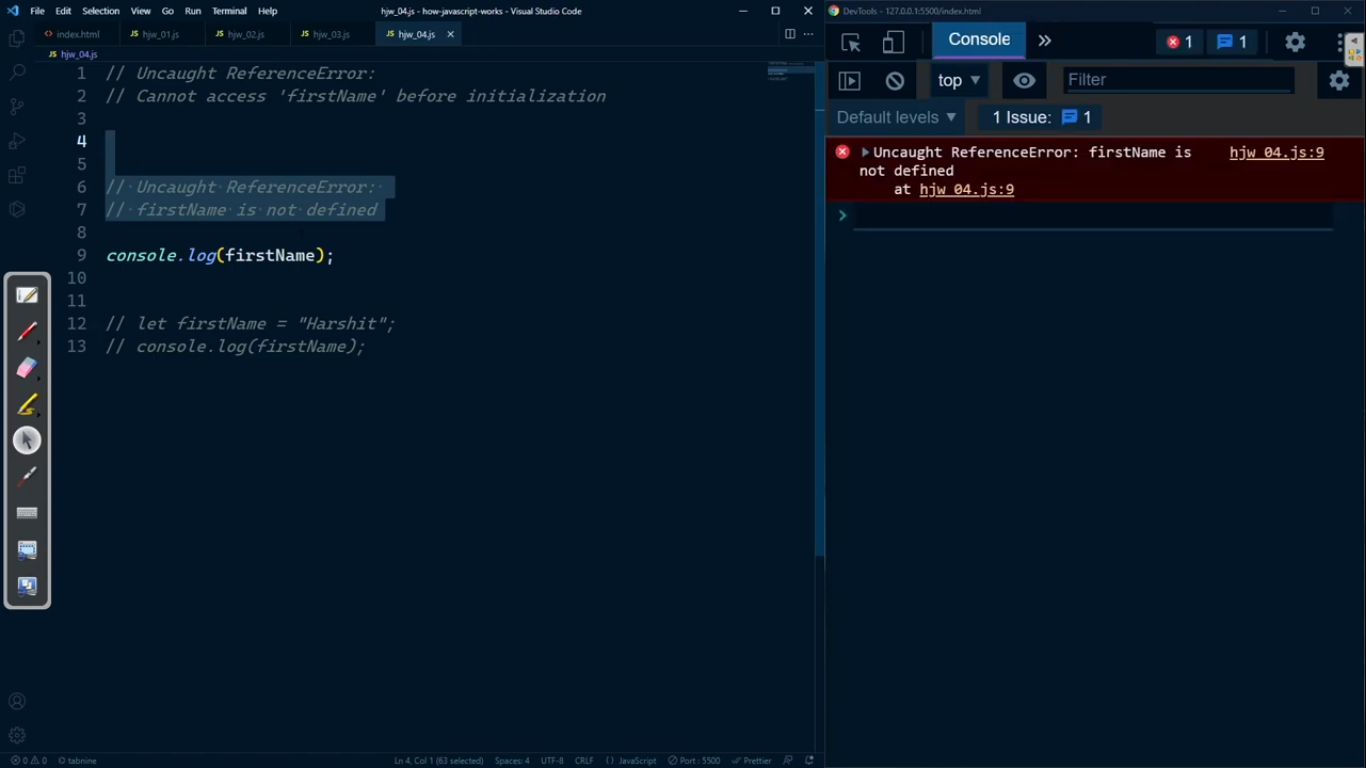 File Edit Selection View Go Run Terminal Help
hjw_04.js - how-javascript-works - Visual Studio Code
index.html
JS hjw_01.js
JS hjw_02.js
JS hjw_03.js
JS hjw_04.js
JS hjw_04.js
1 // Uncaught ReferenceError:
2 // Cannot access 'firstName' before initialization
3
4
5
6 // Uncaught ReferenceError:
7 // firstName is not defined
8
9 console.log(firstName);
10
11
12 // let firstName = "Harshit";
13 // console.log(firstName);
0 0 tabnine
Ln 4, Col 1 (63 selected) Spaces: 4 UTF-8 CRLF JavaScript Port : 5500 Prettier
DevTools - 127.0.0.1:5500/index.html
Console 1 1
top Filter
Default levels 1 Issue: 1
Uncaught ReferenceError: firstName is hjw_04.js:9
not defined
at hjw_04.js:9